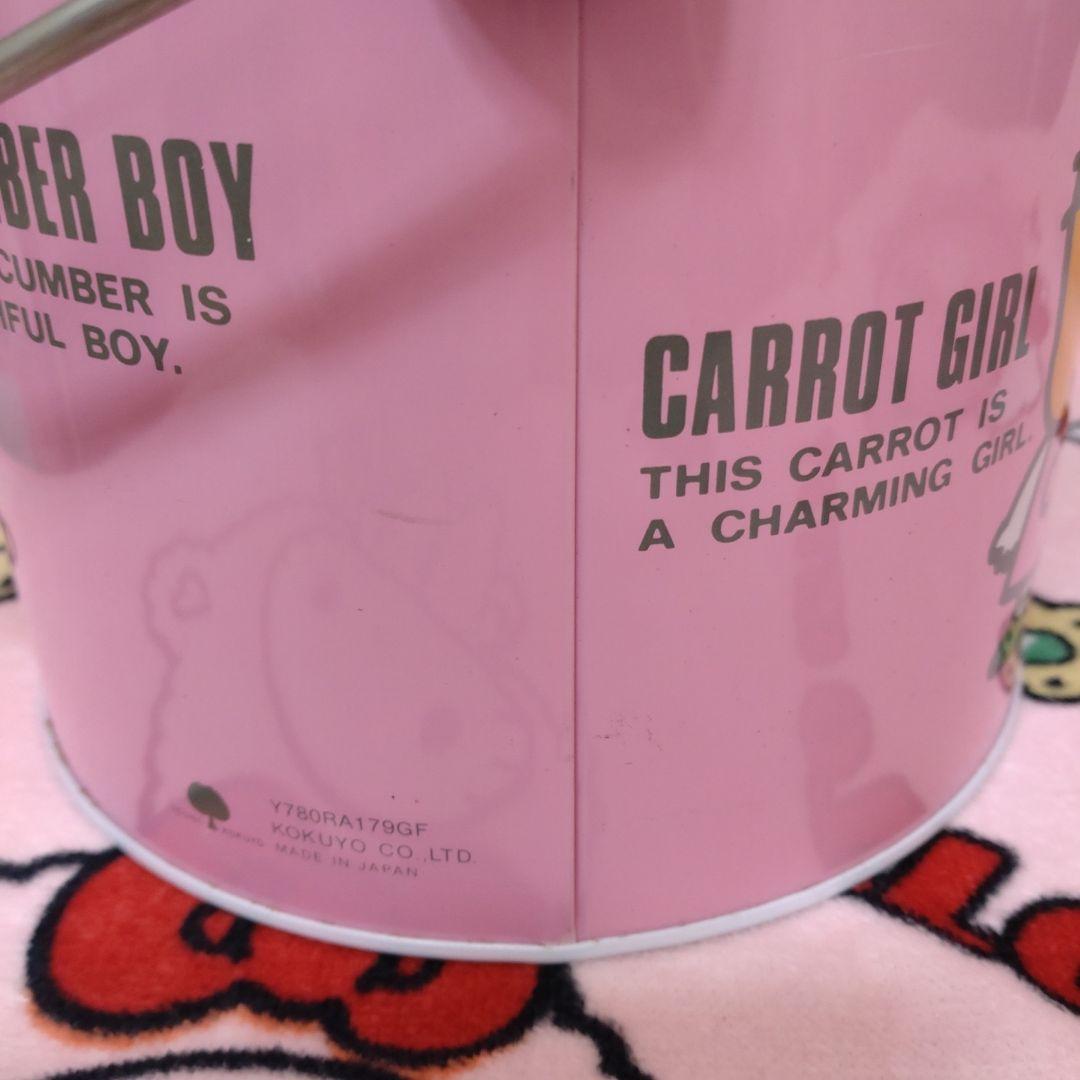 BER BOY
CUMBER IS
IFUL BOY.
CARROT GIRL
THIS CARROT IS
A CHARMING GIRL.
Y780RA179GF
KOKUYO CO.,LTD.
KOKUYO MADE IN JAPAN